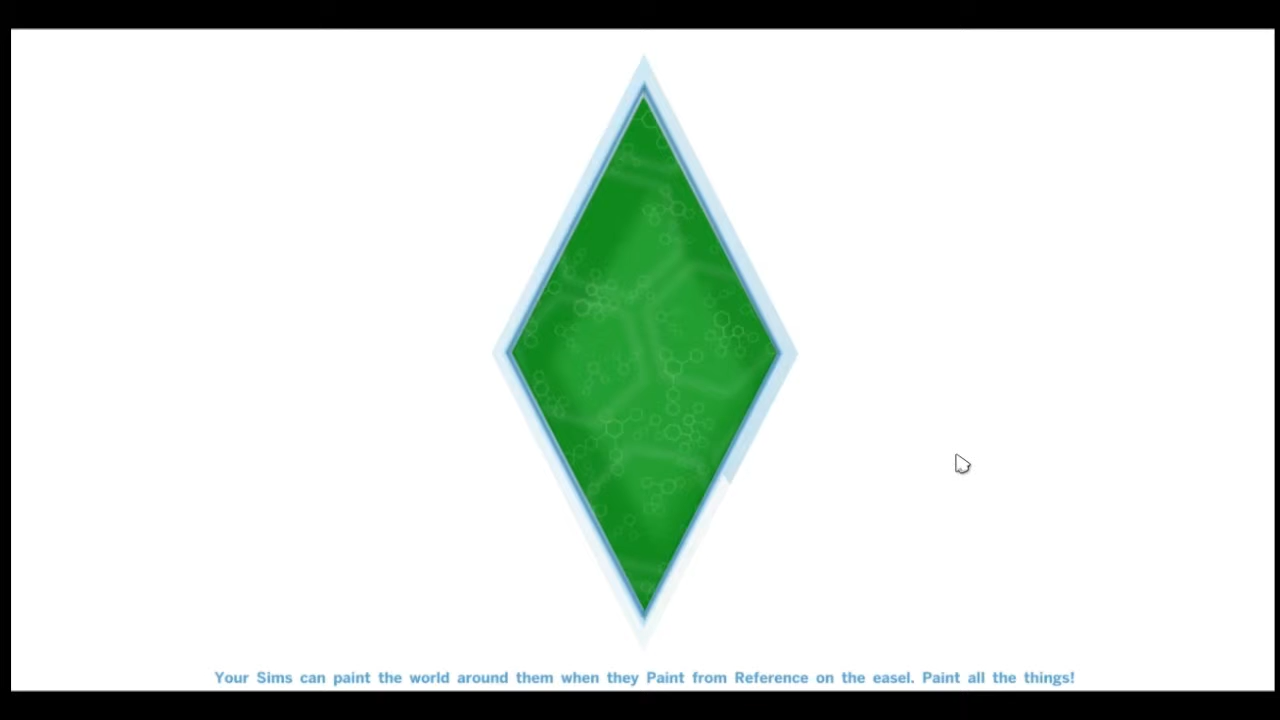 Your Sims can paint the world around them when they Paint from Reference on the easel. Paint all the things!